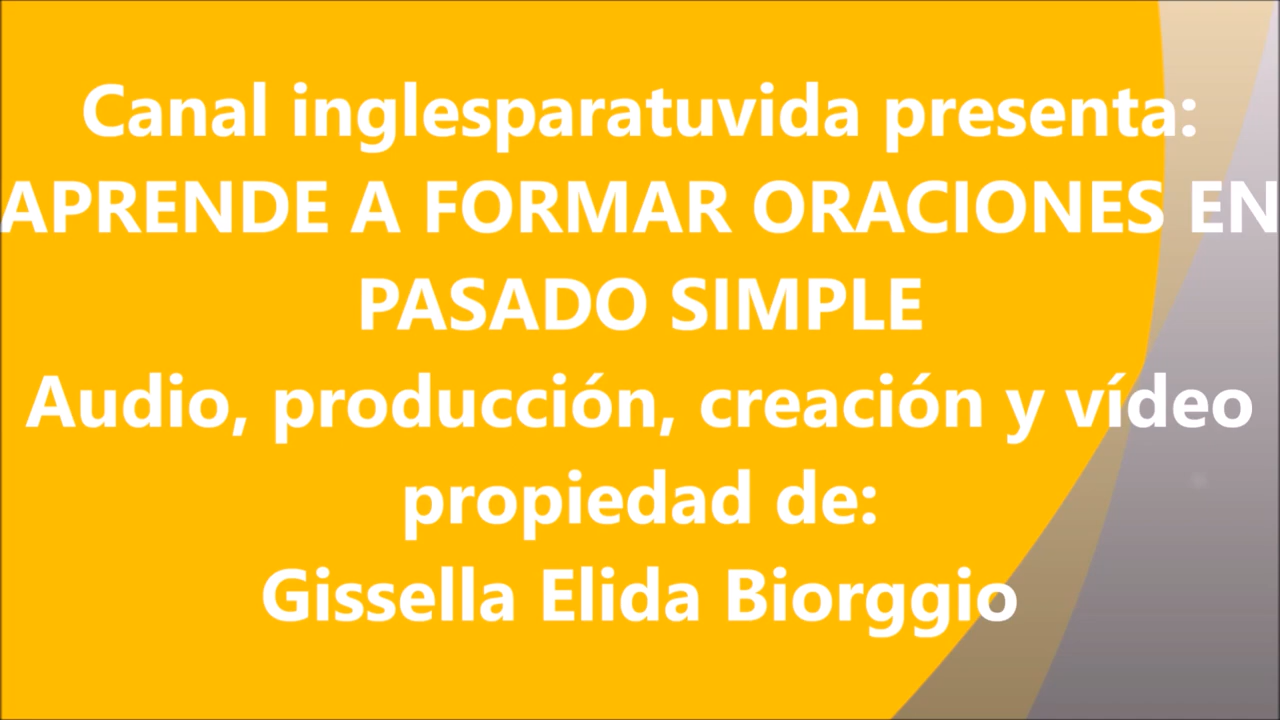 Canal inglesparatuvida presenta:
APRENDE A FORMAR ORACIONES EN
PASADO SIMPLE
Audio, producción, creación y vídeo
propiedad de:
Gissella Elida Biorggio